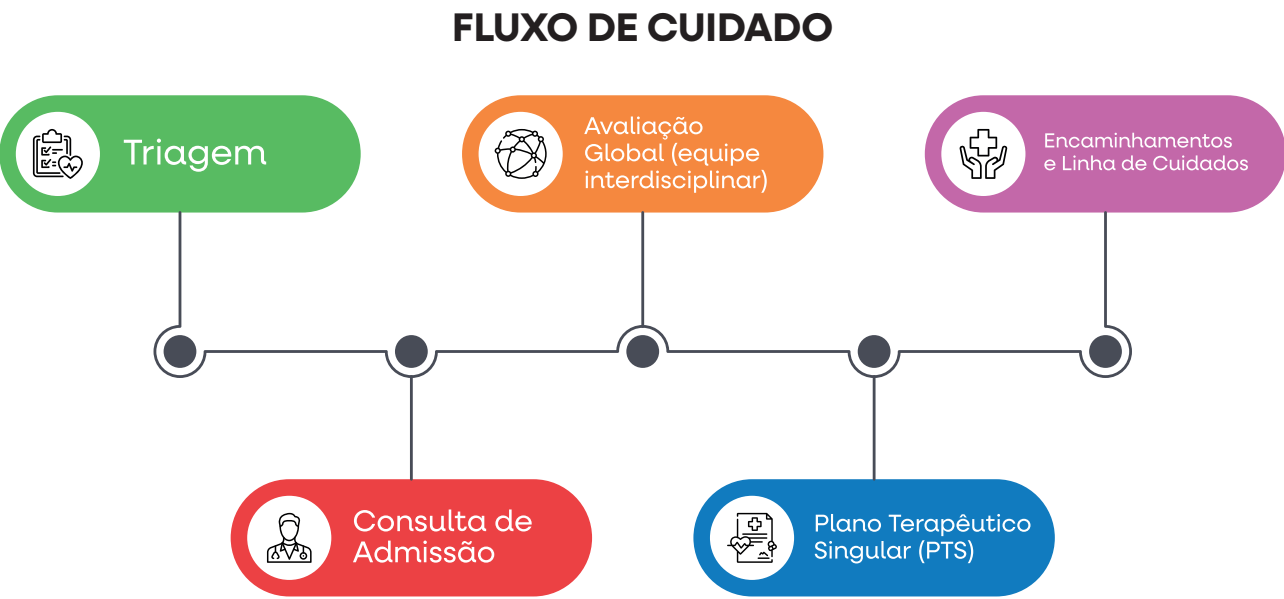 FLUXO DE CUIDADO
Triagem
Consulta de
Admissão
Avaliação
Global (equipe
interdisciplinar)
Plano Terapêutico
Singular (PTS)
Encaminhamentos
e Linha de Cuidados